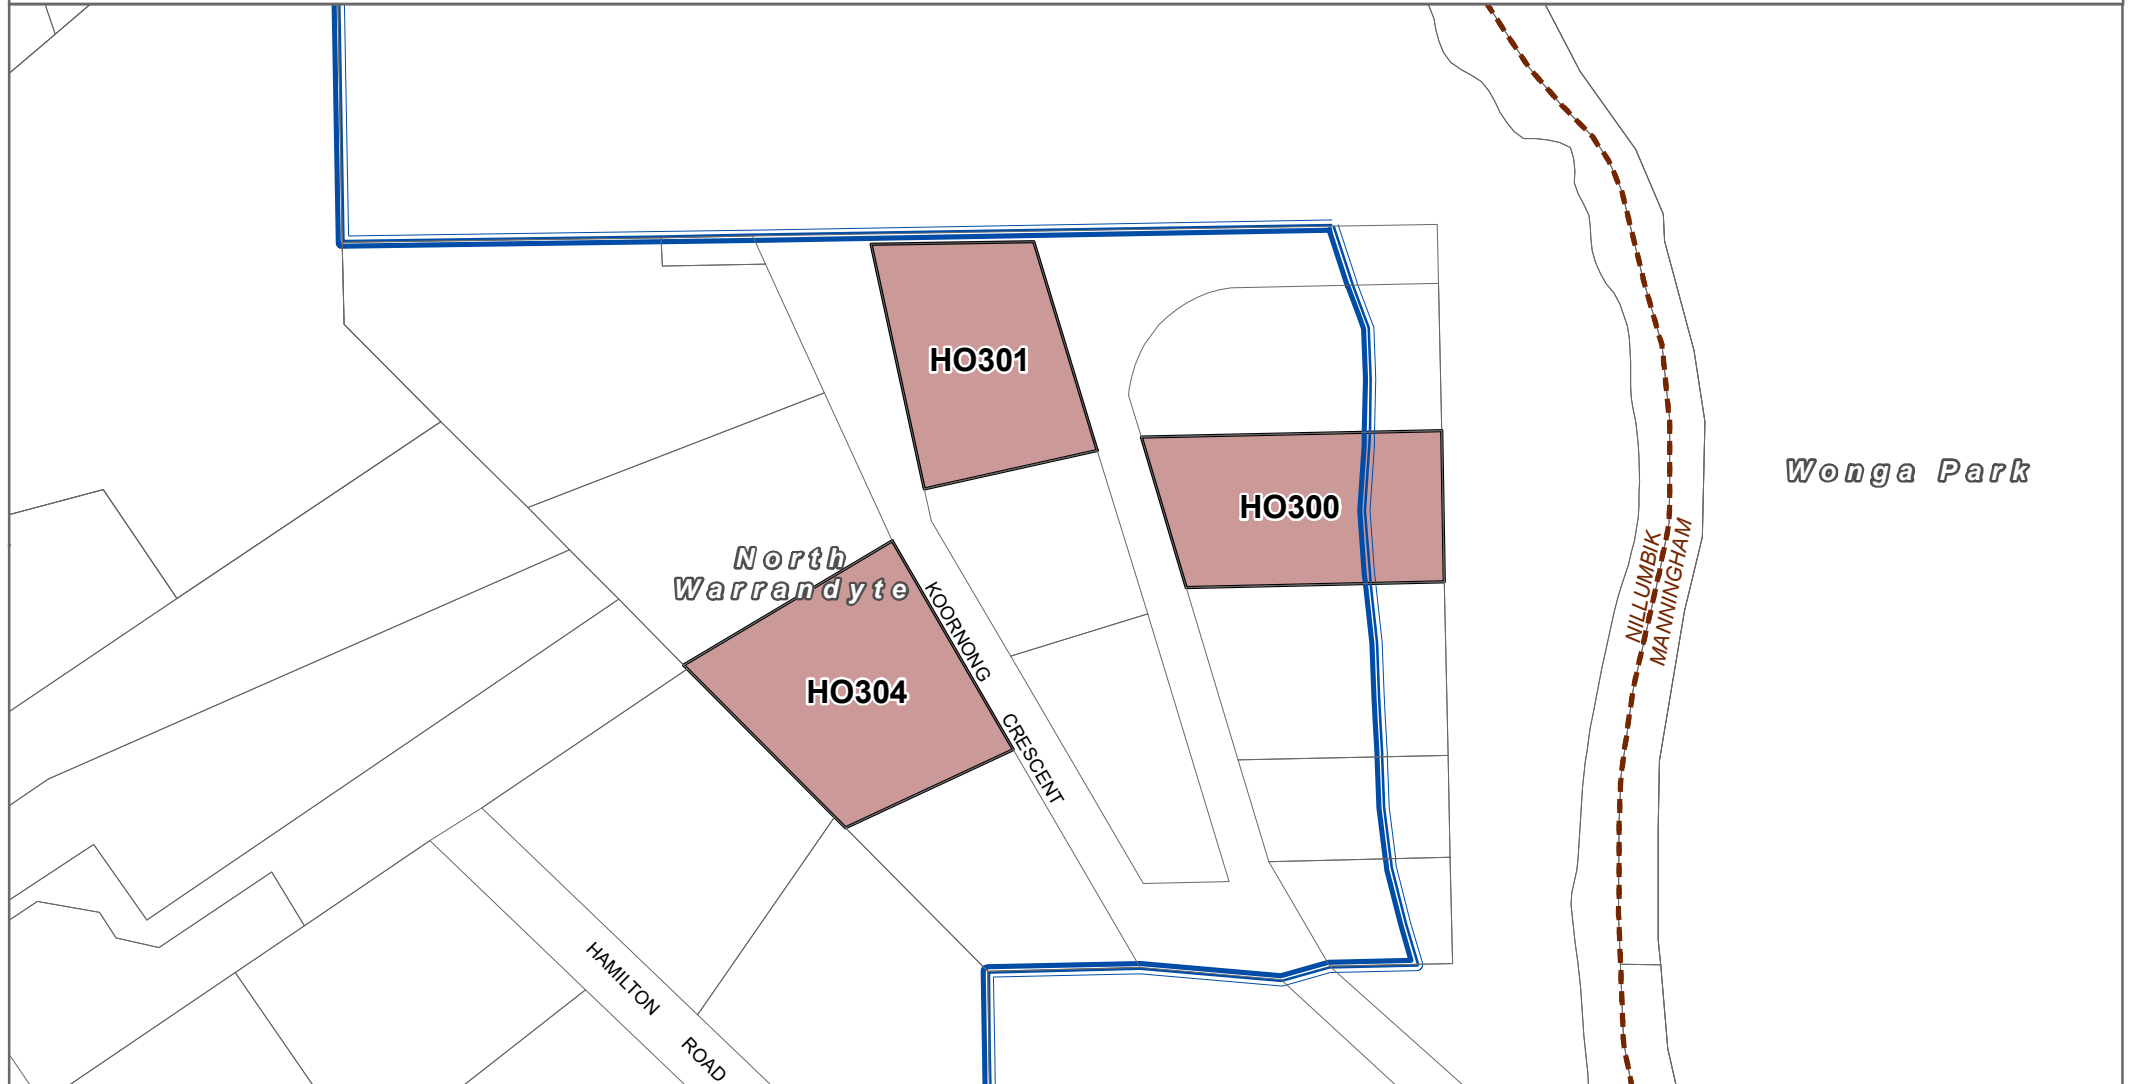 HO301
Wonga Park
HO300
North
Warrandyte
KOORNONG
CRESCENT
NILLUMBIK
MANNINGHAM
HO304
HAMILTON
ROAD